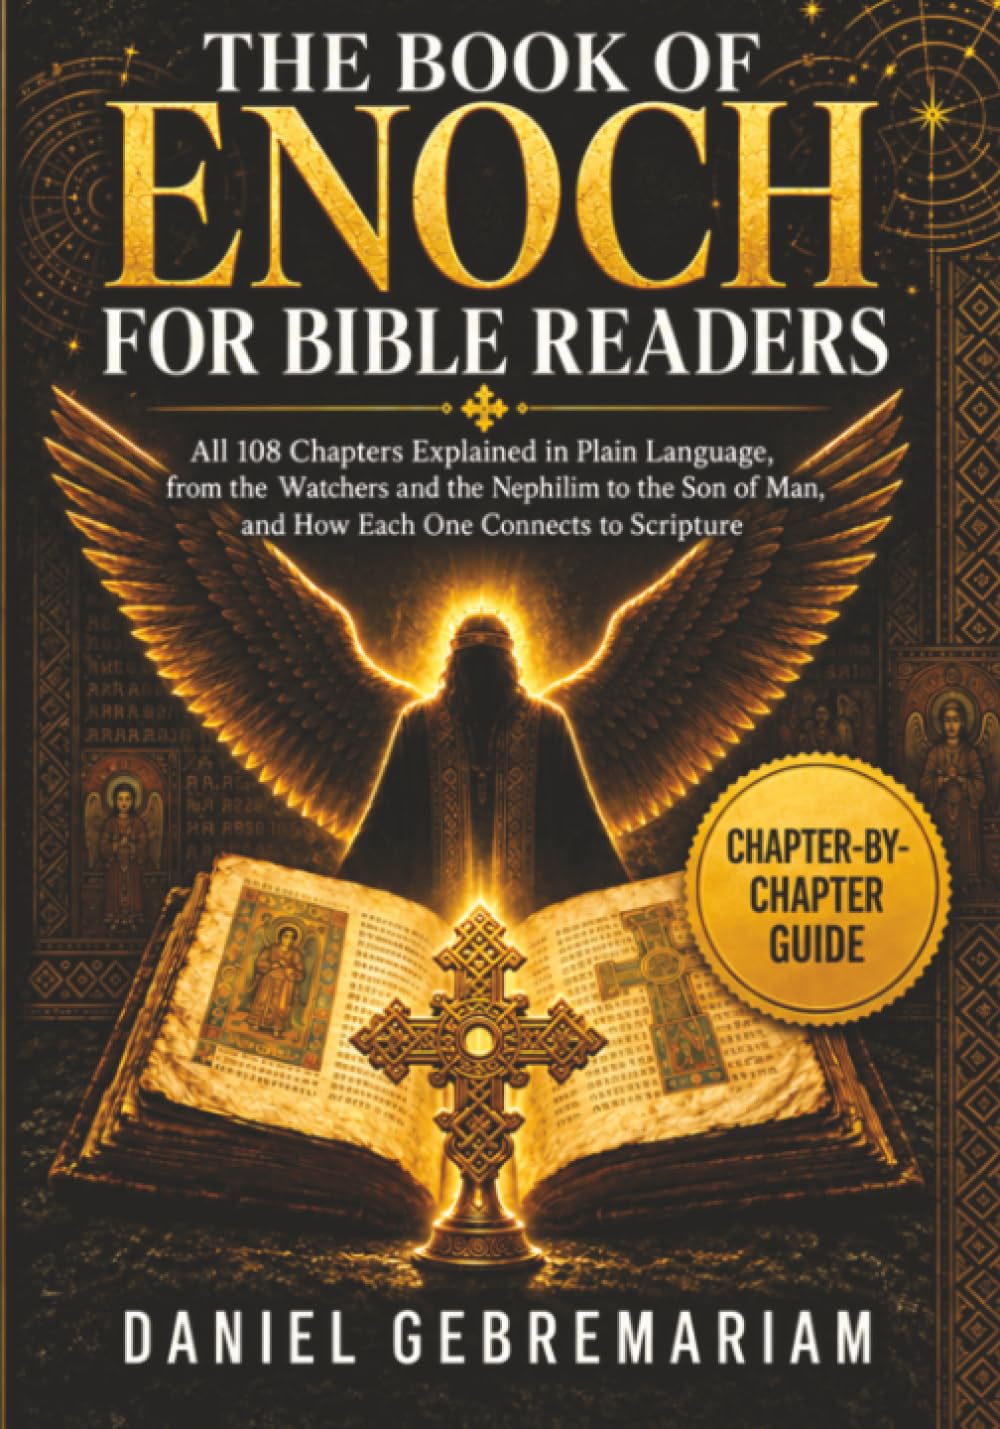 THE BOOK OF
ENOCH
FOR BIBLE READERS
All 108 Chapters Explained in Plain Language,
from the Watchers and the Nephilim to the Son of Man,
and How Each One Connects to Scripture
CHAPTER-BY-
CHAPTER
GUIDE
DANIEL GEBREMARIAM